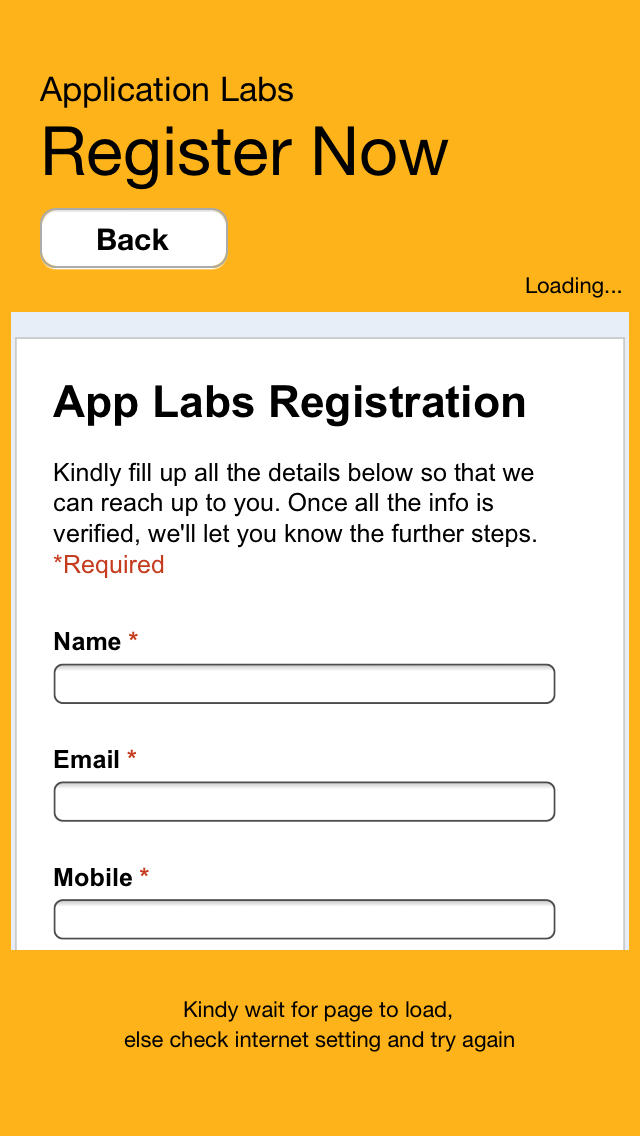 Application Labs
Register Now
Back
Loading...
App Labs Registration
Kindly fill up all the details below so that we
can reach up to you. Once all the info is
verified, we'll let you know the further steps.
*Required
Name *
Email *
Mobile *
Kindy wait for page to load,
else check internet setting and try again